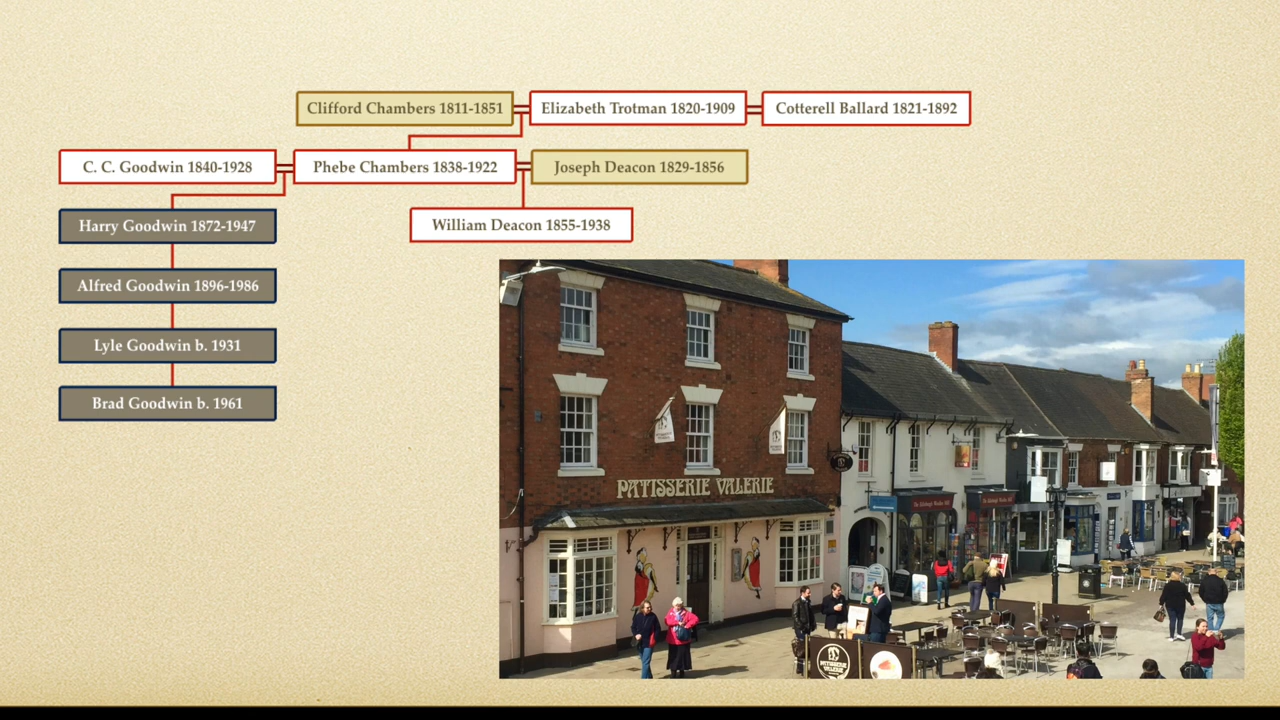 Clifford Chambers 1811-1851
Elizabeth Trotman 1820-1909
Cotterell Ballard 1821-1892
C. C. Goodwin 1840-1928
Phebe Chambers 1838-1922
Joseph Deacon 1829-1856
Harry Goodwin 1872-1947
William Deacon 1855-1938
Alfred Goodwin 1896-1986
Lyle Goodwin b. 1931
Brad Goodwin b. 1961
PATISSERIE VALERIE
PATISSERIE
VALERIE